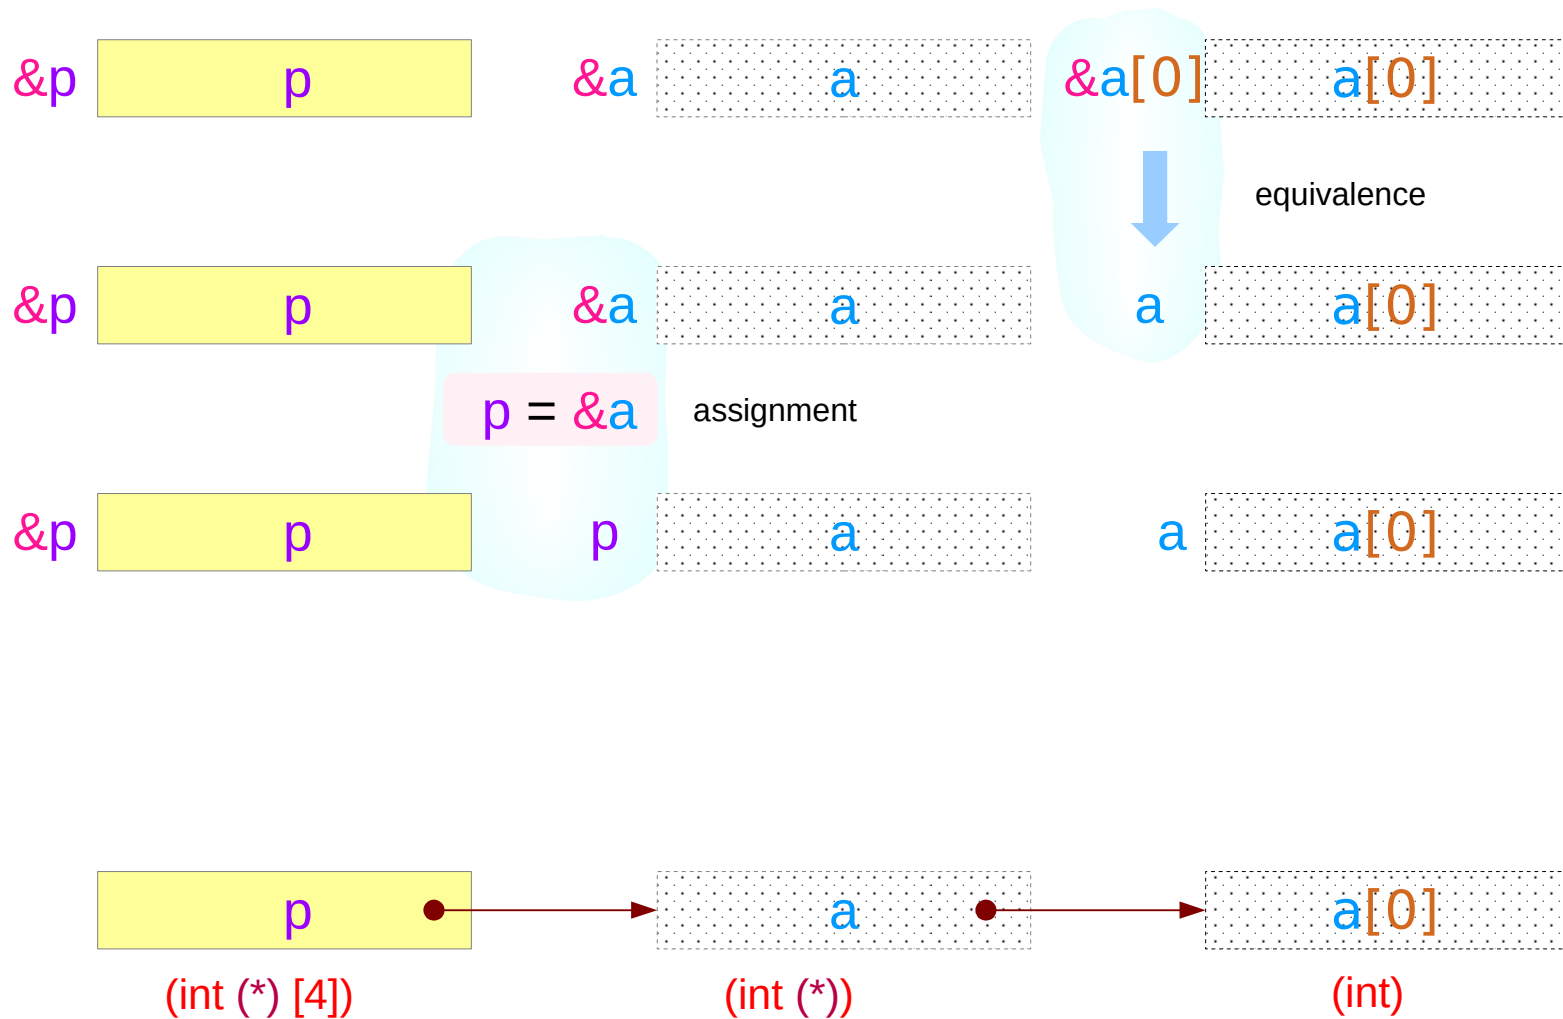 &p p &a a &a[0] a[0]
equivalence
&p p &a a a a[0]
p = &a assignment
&p p p a a a[0]
p a a[0]
(int (*) [4]) (int (*)) (int)